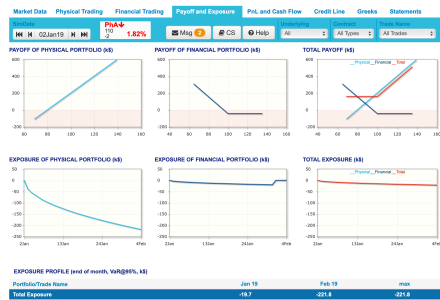 Market Data Physical Trading Financial Trading Payoff and Exposure PnL and Cash Flow Credit Line Greeks Statements
SimDate PhA Underlying Contract Trade Name
02Jan19 110 -2 1.82% Msg 2 CS Help All All Types All Trades
PAYOFF OF PHYSICAL PORTFOLIO (k$) PAYOFF OF FINANCIAL PORTFOLIO (k$) TOTAL PAYOFF (k$)
Physical Financial Total
600 600 600
400 400 400
200 200 200
0 0 0
-200 -200 -200
60 80 100 120 140 160 40 60 80 100 120 140 160 40 60 80 100 120 140 160
EXPOSURE OF PHYSICAL PORTFOLIO (k$) EXPOSURE OF FINANCIAL PORTFOLIO (k$) TOTAL EXPOSURE (k$)
Physical Financial Total
50 50 50
0 0 0
-50 -50 -50
-100 -100 -100
-150 -150 -150
-200 -200 -200
-250 -250 -250
2Jan 13Jan 24Jan 4Feb 2Jan 13Jan 24Jan 4Feb 2Jan 13Jan 24Jan 4Feb
EXPOSURE PROFILE (end of month, VaR@95%, k$)
Portfolio/Trade Name Jan 19 Feb 19 max
Total Exposure -19.7 -221.8 -221.8